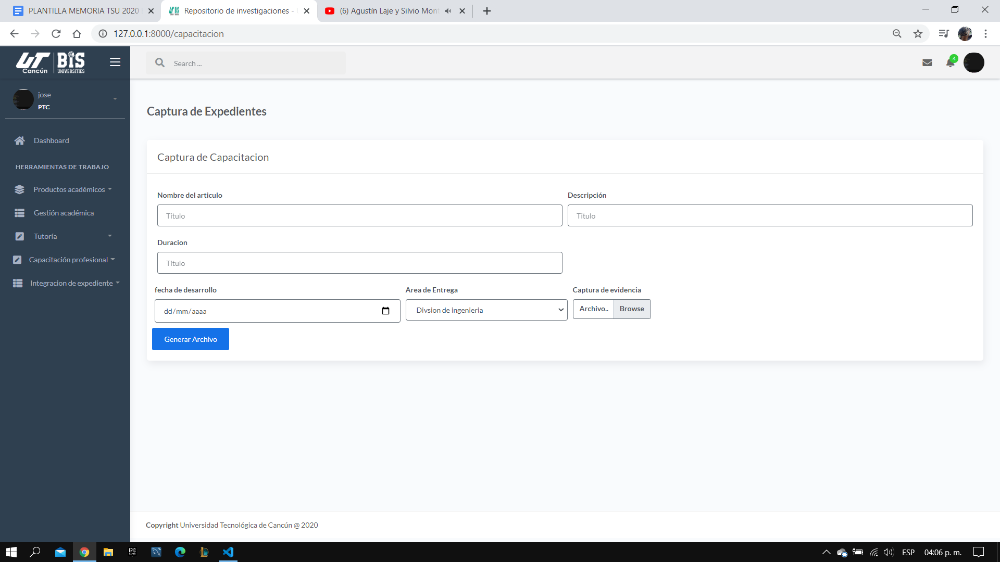 PLANTILLA MEMORIA TSU 2020
Repositorio de investigaciones -
(6) Agustín Laje y Silvio Mont
127.0.0.1:8000/capacitacion
UT Cancún
BIS UNIVERSITIES
Search ...
4
jose
PTC
Dashboard
HERRAMIENTAS DE TRABAJO
Productos académicos
Gestión académica
Tutoría
Capacitación profesional
Integracion de expediente
Captura de Expedientes
Captura de Capacitacion
Nombre del articulo
Descripción
Titulo
Titulo
Duracion
Titulo
fecha de desarrollo
Area de Entrega
Captura de evidencia
dd/mm/aaaa
Divsion de ingenieria
Archivo..
Browse
Generar Archivo
Copyright Universidad Tecnológica de Cancún @ 2020
EPIC GAMES
ESP
04:06 p. m.